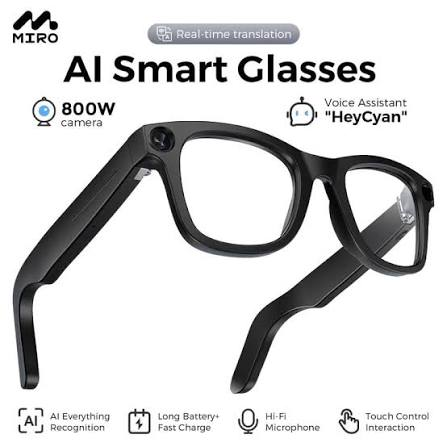 MIRO
Real-time translation
AI Smart Glasses
800W
camera
Voice Assistant
"HeyCyan"
AI
AI Everything
Recognition
Long Battery+
Fast Charge
Hi-Fi
Microphone
Touch Control
Interaction